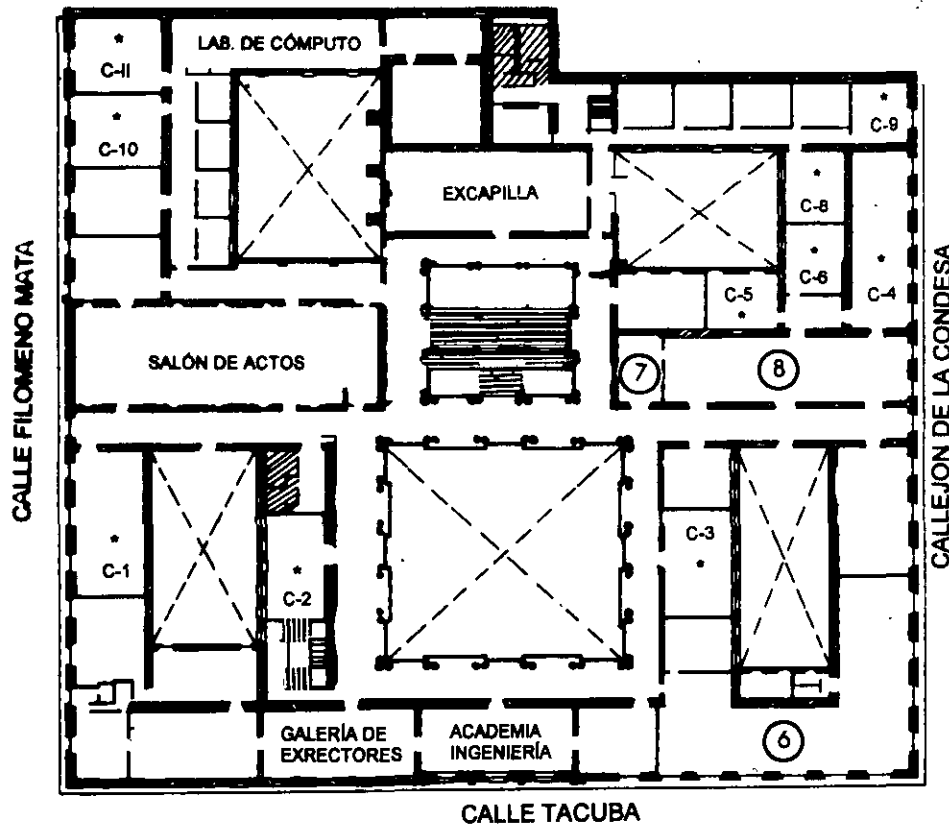 LAB. DE CÓMPUTO
* C-11
* C-10
* C-9
EXCAPILLA
* C-8
* C-6
* C-4
C-5 *
CALLE FILOMENO MATA
CALLEJON DE LA CONDESA
SALÓN DE ACTOS
7
8
* C-1
* C-2
C-3 *
GALERÍA DE
EXRECTORES
ACADEMIA
INGENIERÍA
6
CALLE TACUBA